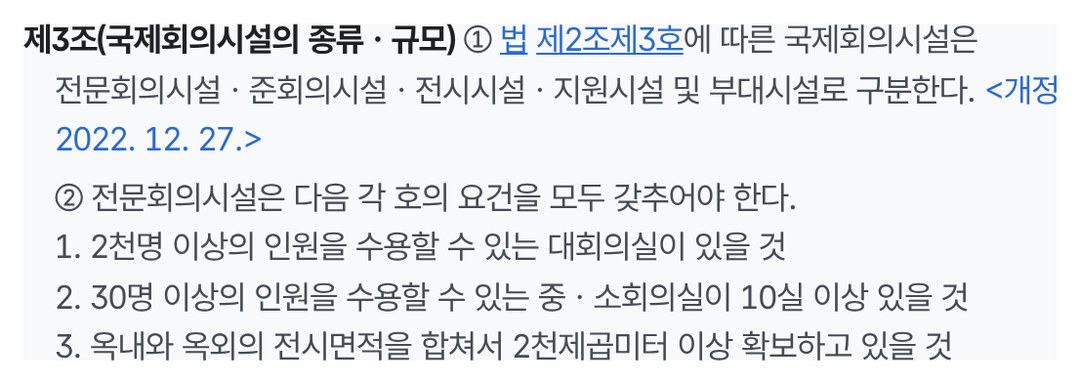 제3조(국제회의시설의 종류ㆍ규모) ① 법 제2조제3호에 따른 국제회의시설은
전문회의시설ㆍ준회의시설ㆍ전시시설ㆍ지원시설 및 부대시설로 구분한다. <개정
2022. 12. 27.>
② 전문회의시설은 다음 각 호의 요건을 모두 갖추어야 한다.
1. 2천명 이상의 인원을 수용할 수 있는 대회의실이 있을 것
2. 30명 이상의 인원을 수용할 수 있는 중ㆍ소회의실이 10실 이상 있을 것
3. 옥내와 옥외의 전시면적을 합쳐서 2천제곱미터 이상 확보하고 있을 것